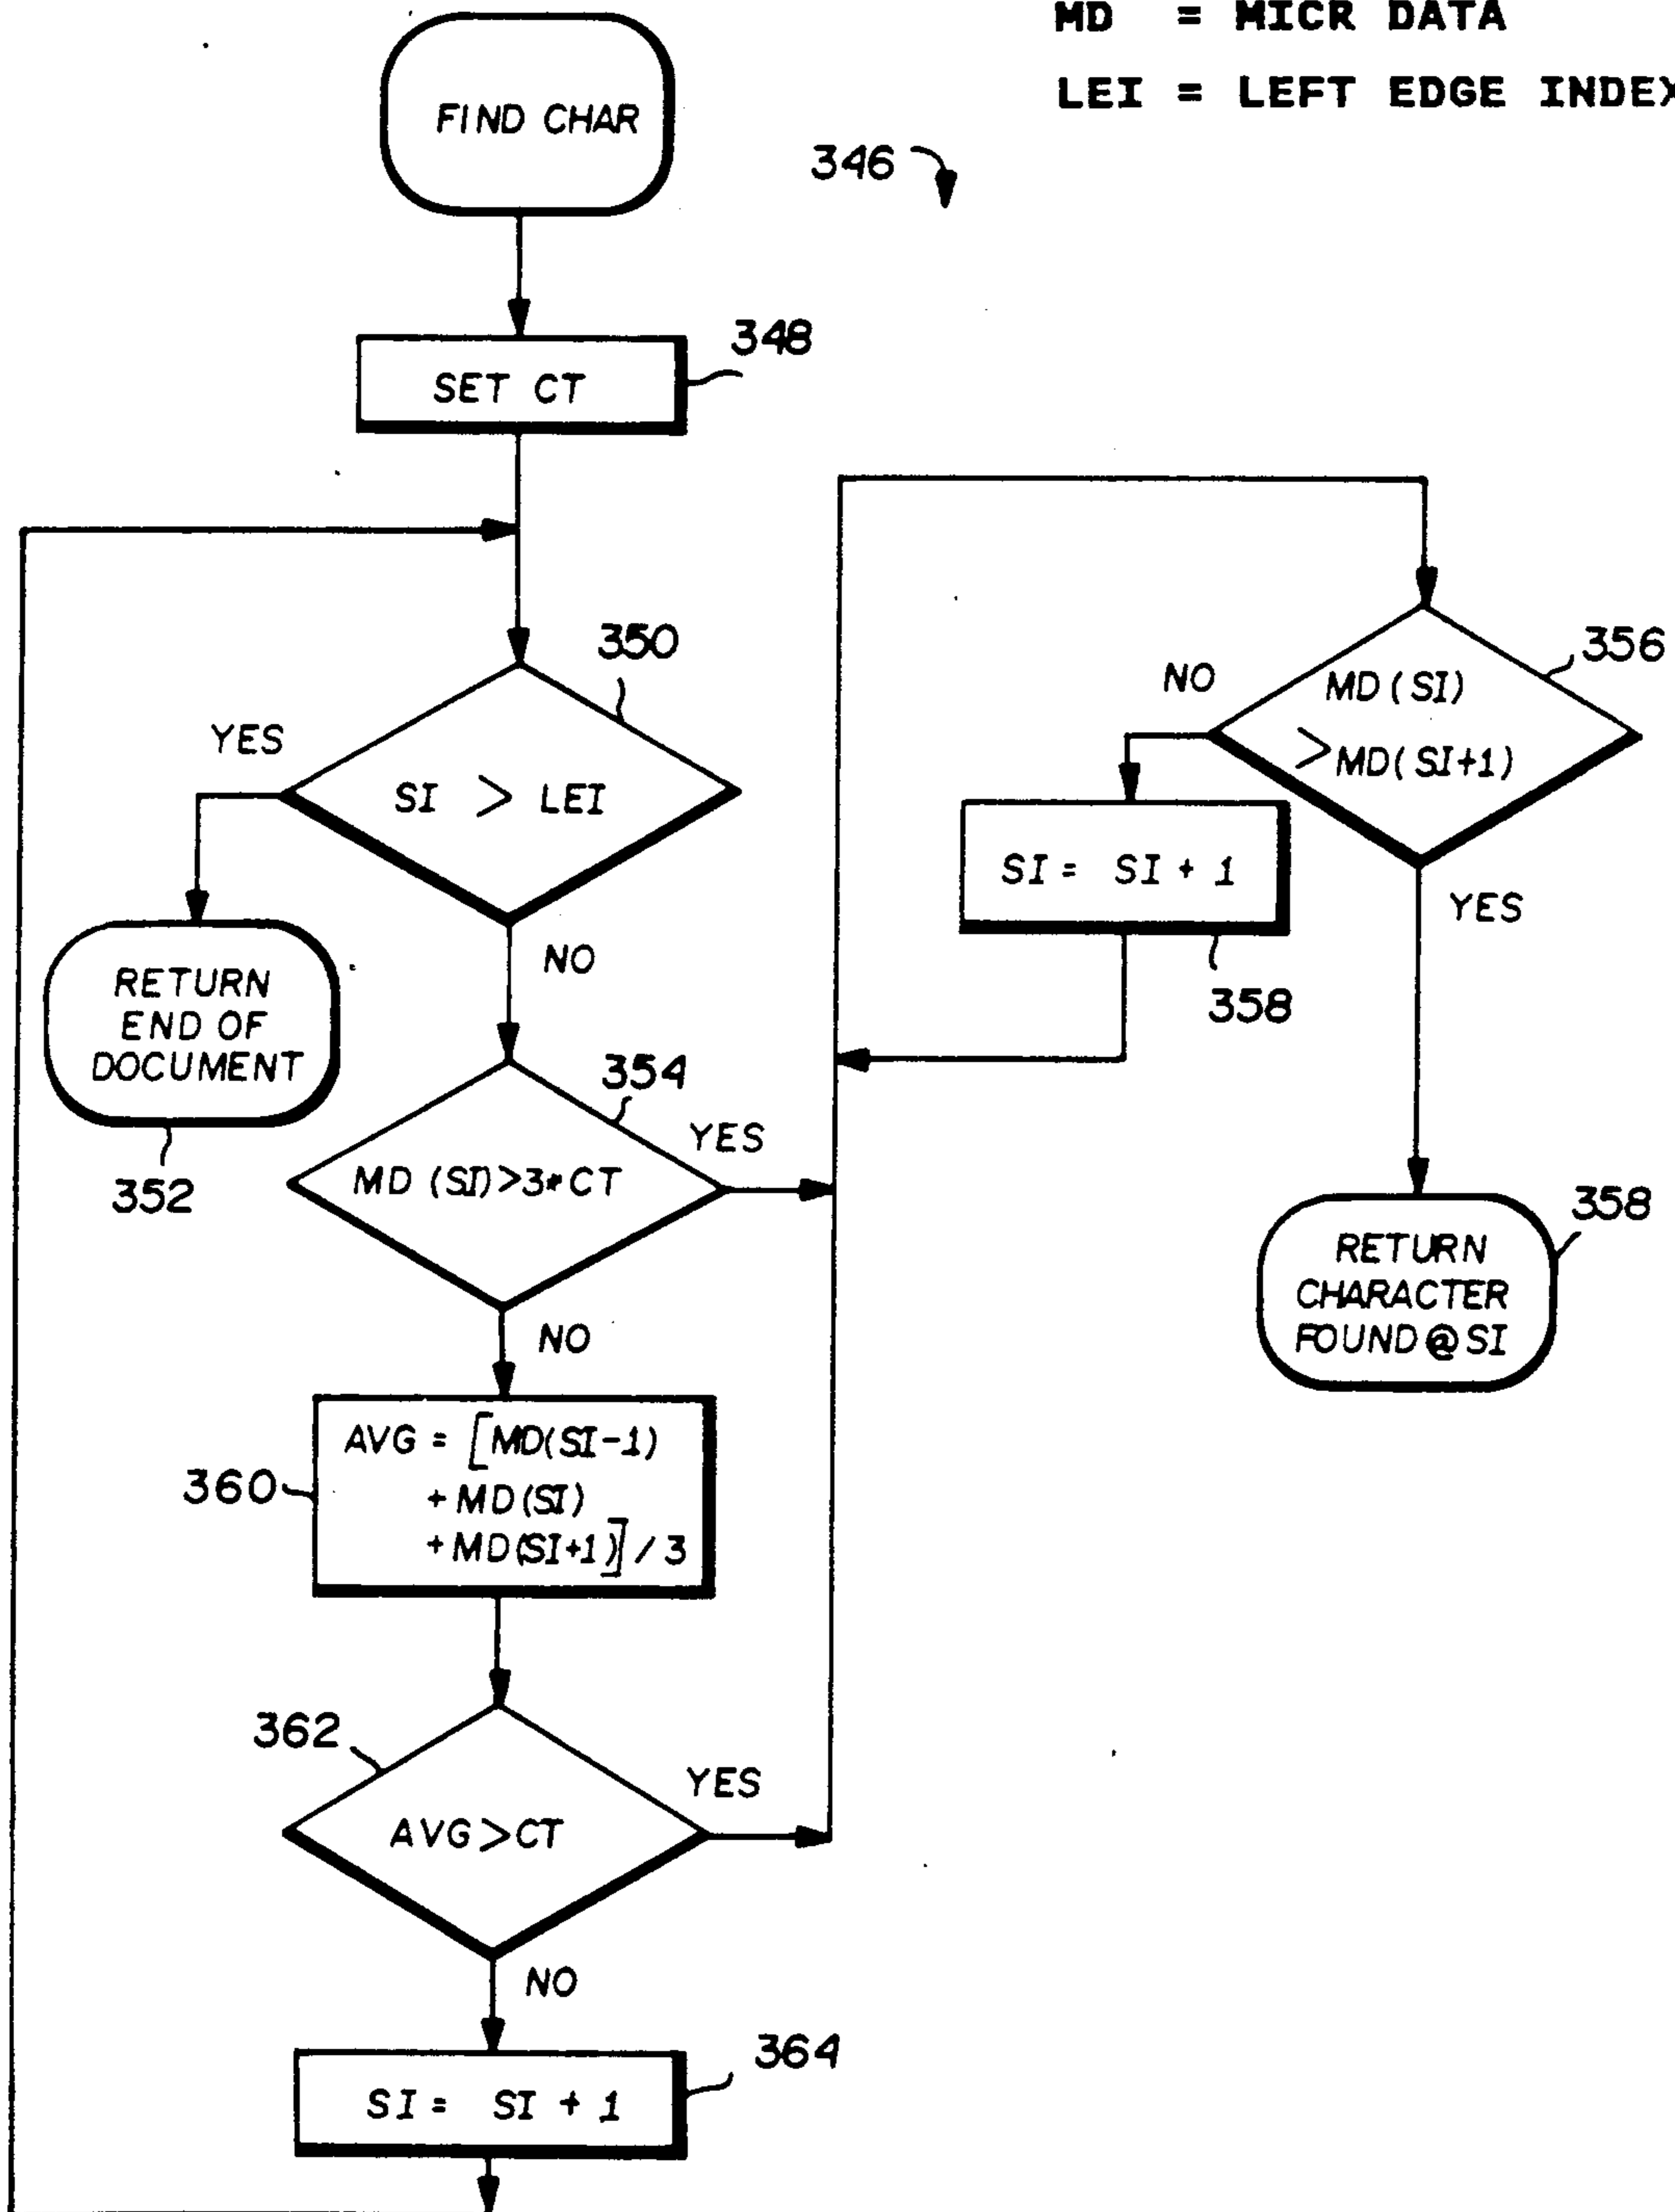 MD = MICR DATA
LEI = LEFT EDGE INDEX
FIND CHAR
346
348
SET CT
350
YES
SI > LEI
NO
RETURN
END OF
DOCUMENT
352
354
YES
MD (SI)>3*CT
NO
360
AVG = [MD(SI-1)
+ MD(SI)
+ MD(SI+1)] / 3
362
YES
AVG>CT
NO
364
SI = SI + 1
356
NO
MD (SI)
>MD(SI+1)
YES
SI = SI + 1
358
358
RETURN
CHARACTER
FOUND@SI